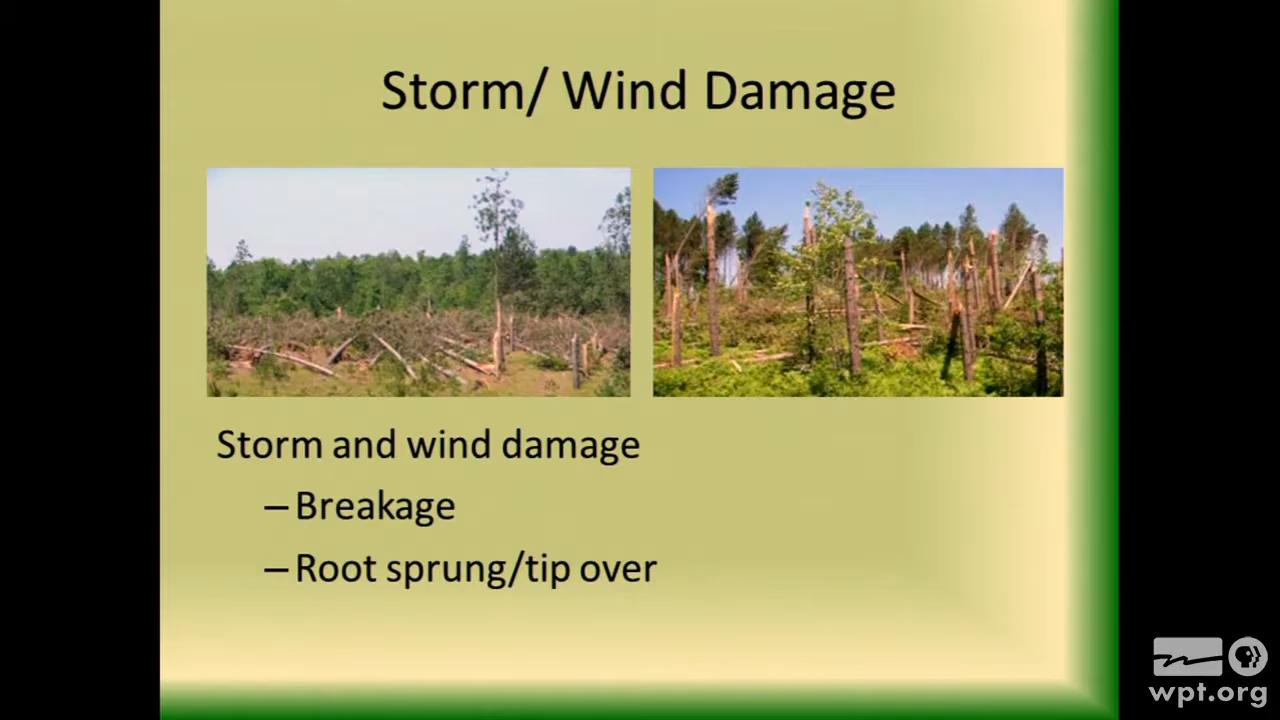 Storm/ Wind Damage
Storm and wind damage
– Breakage
– Root sprung/tip over
wpt.org